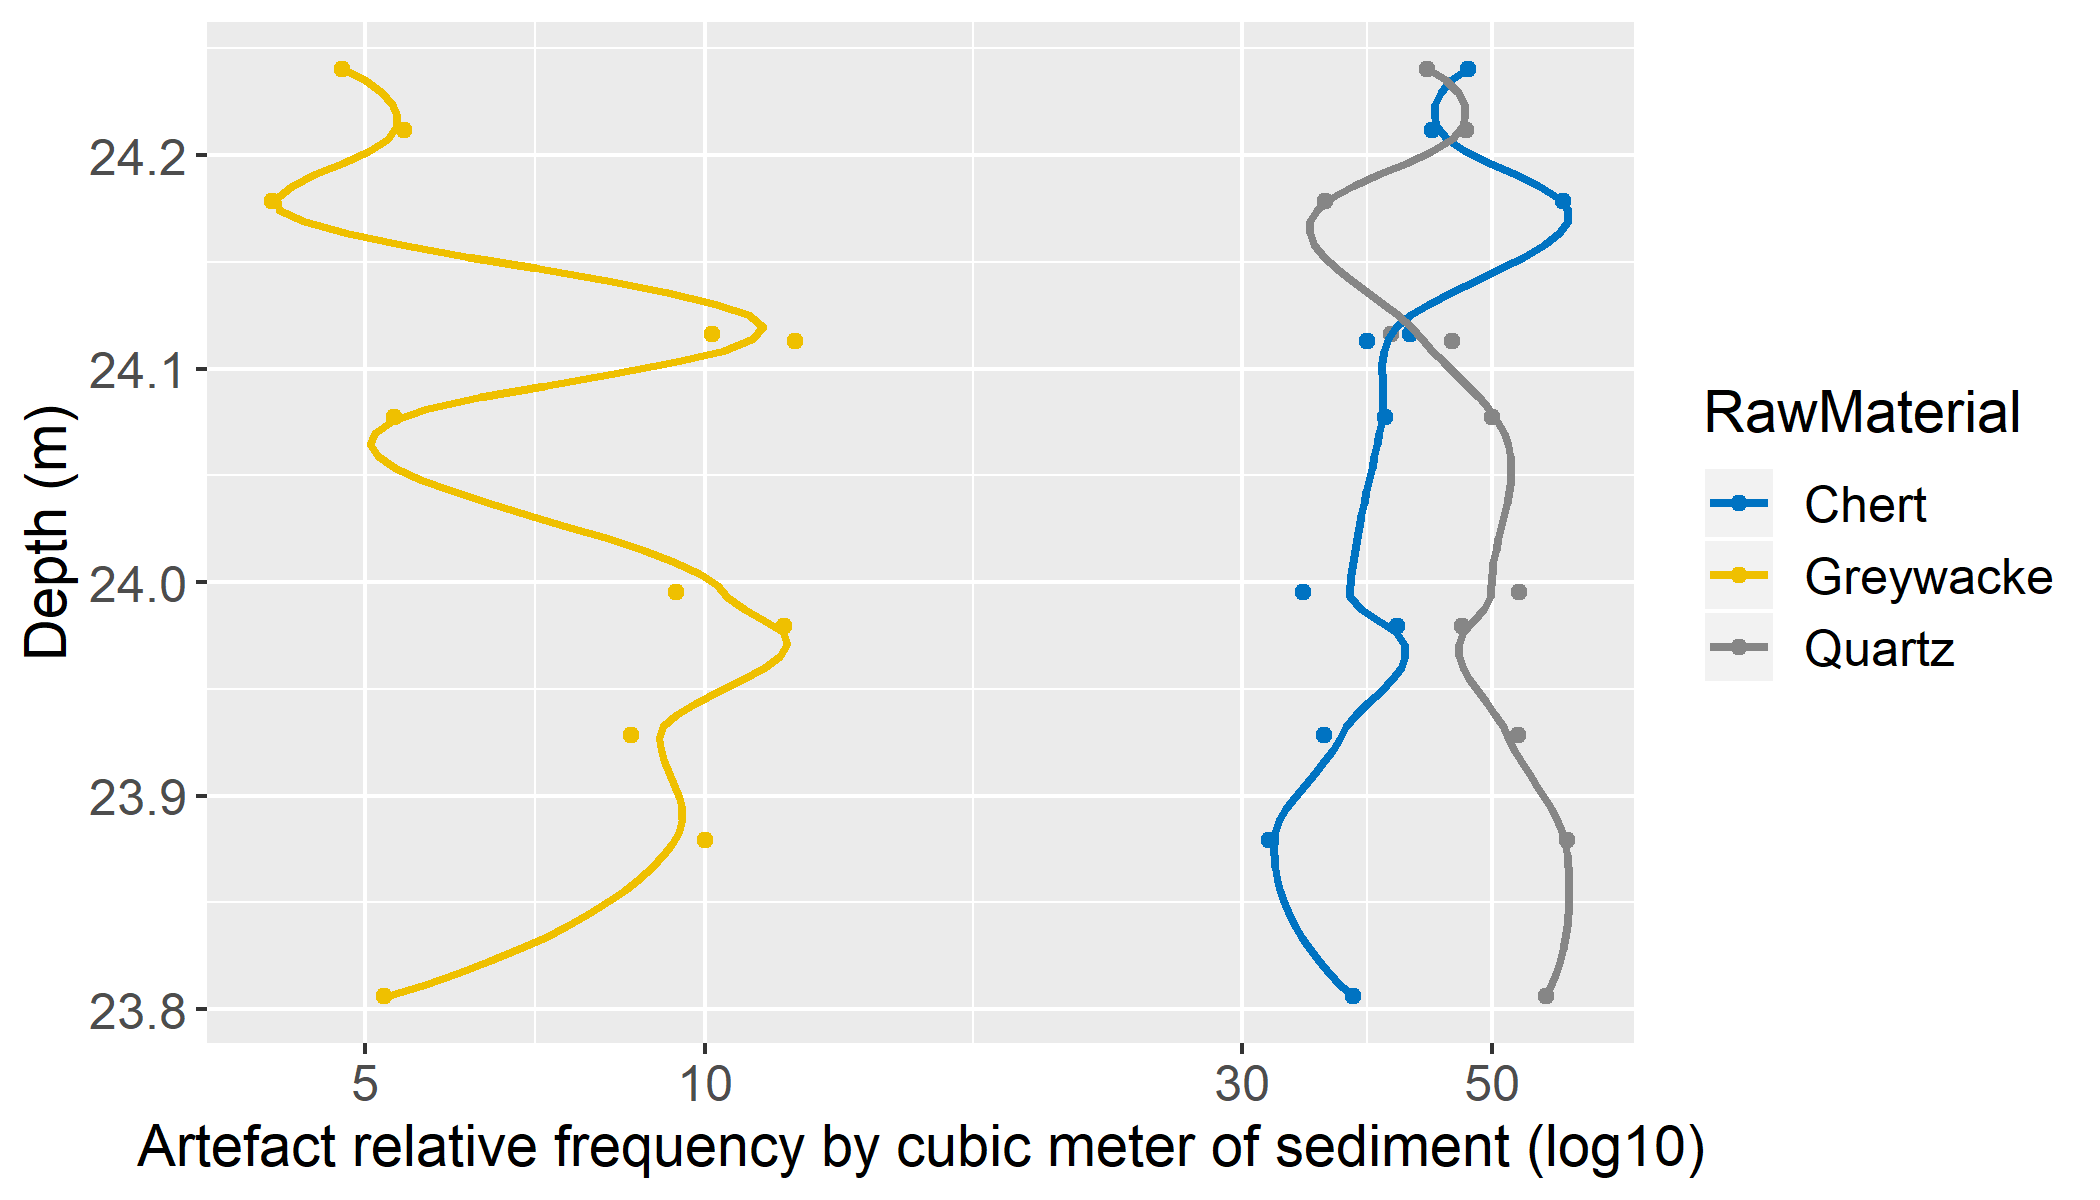 24.2
24.1
24.0
23.9
23.8
Depth (m)
5
10
30
50
Artefact relative frequency by cubic meter of sediment (log10)
RawMaterial
Chert
Greywacke
Quartz